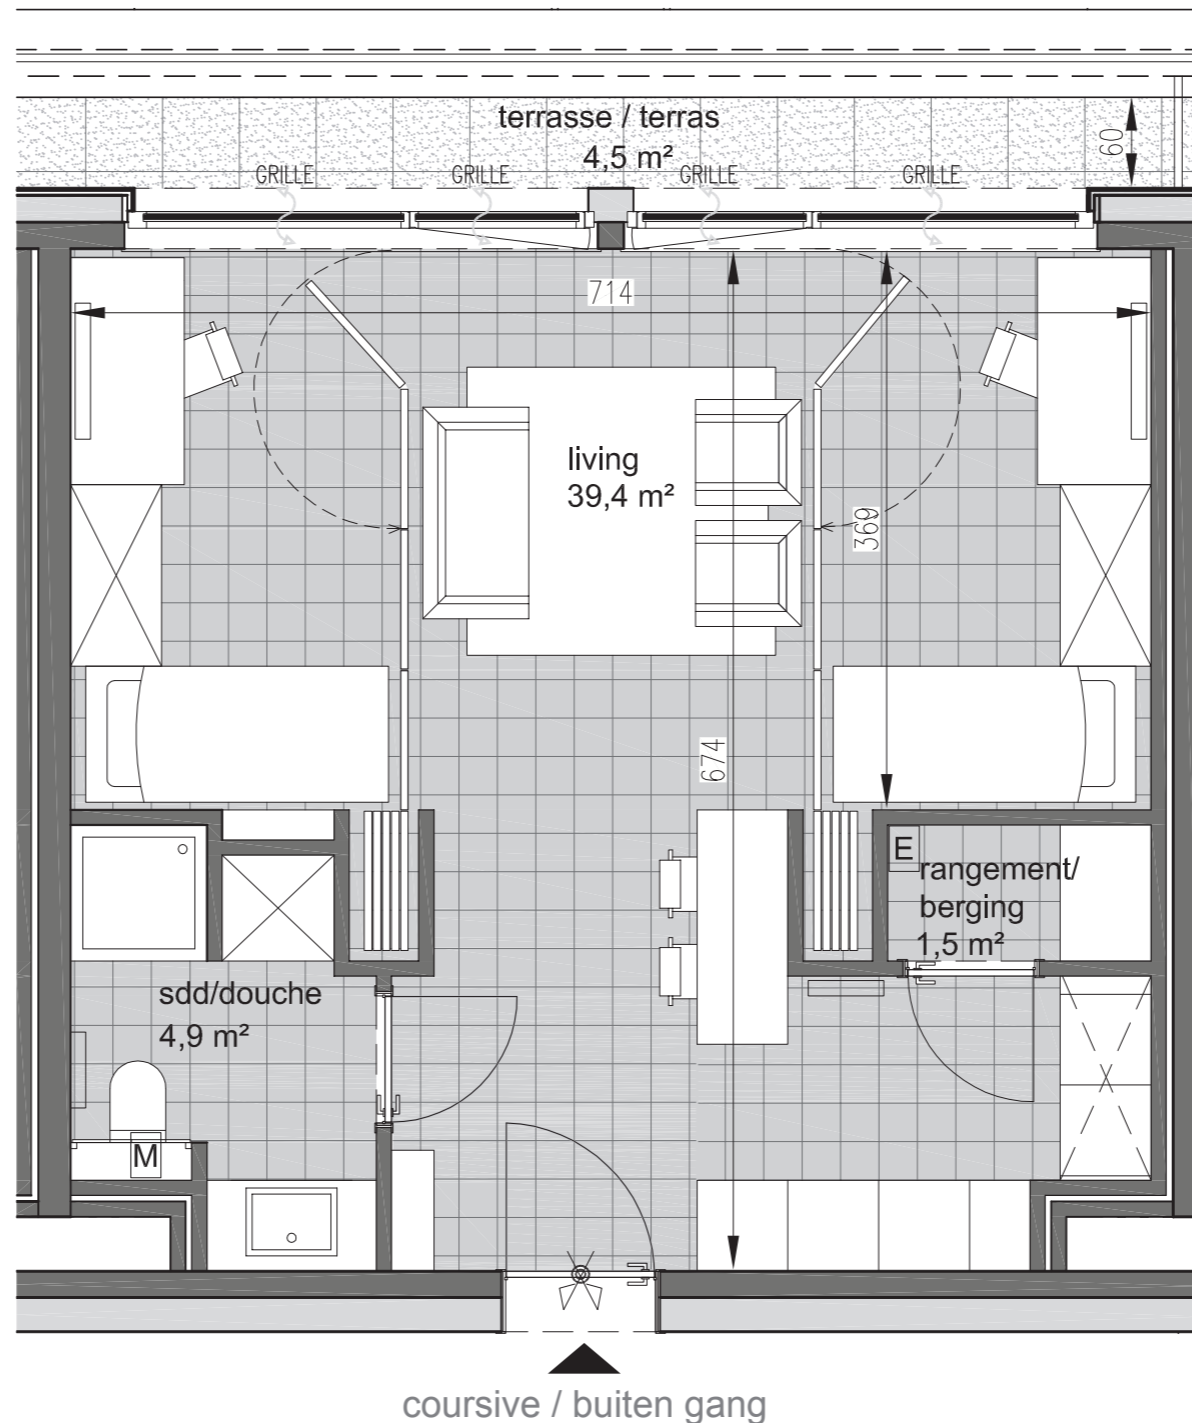 terrasse / terras
4,5 m²
60
GRILLE GRILLE GRILLE GRILLE
714
living
39,4 m²
369
674
E
rangement/
berging
1,5 m²
sdd/douche
4,9 m²
M
coursive / buiten gang